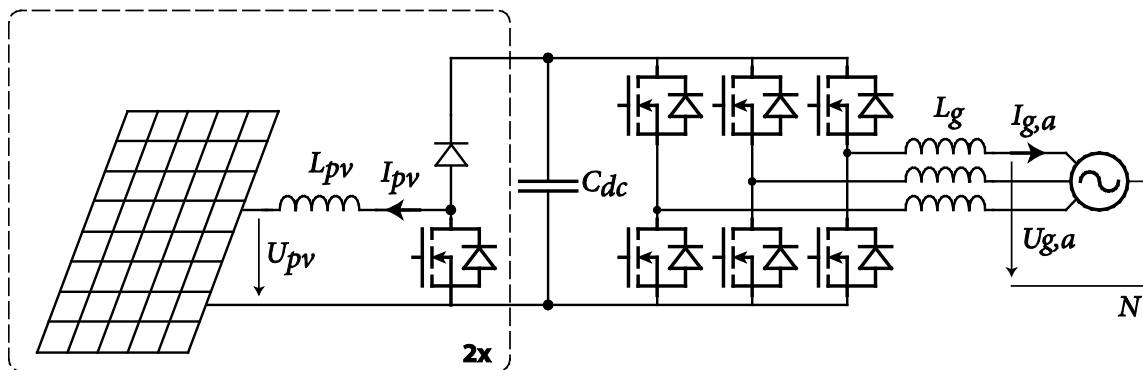 L_g I_g,a
L_pv I_pv
C_dc
U_pv
U_g,a
N
2x